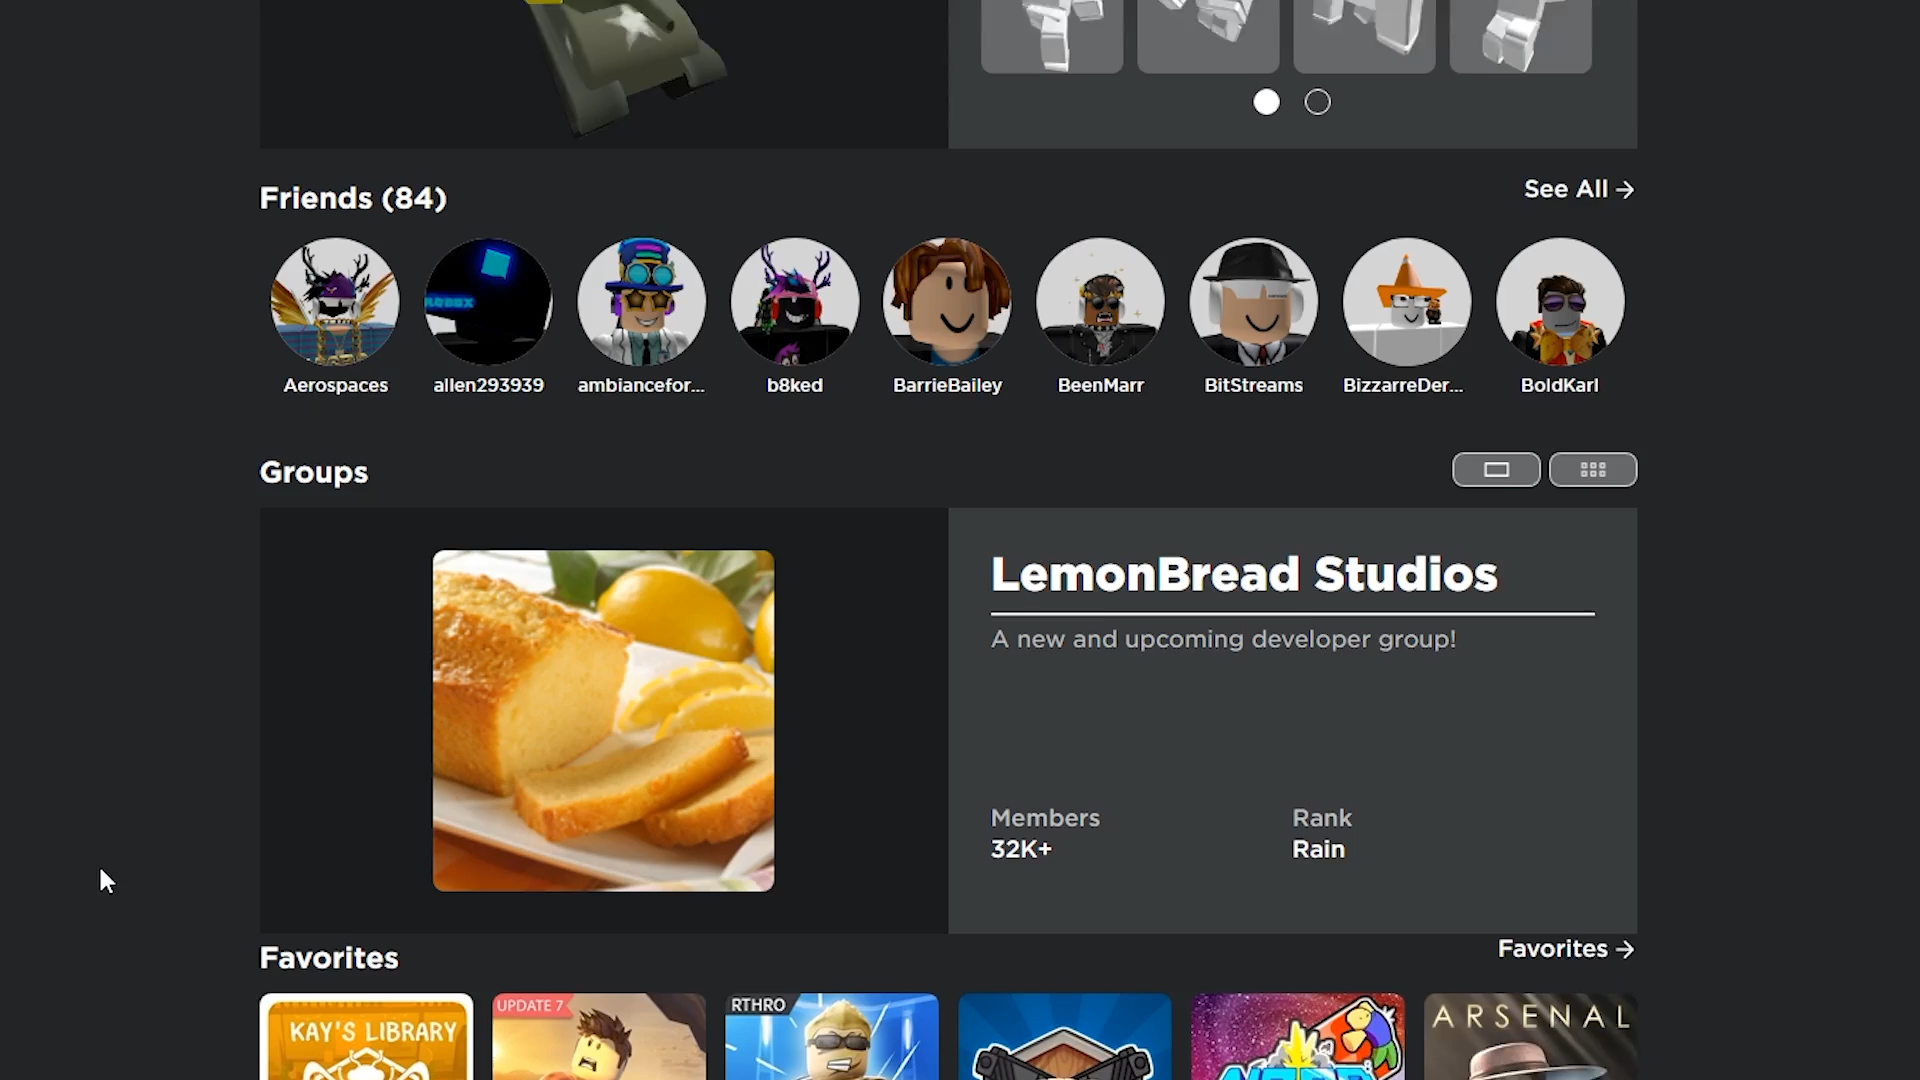 Friends (84)
See All
Aerospaces
allen293939
ambiancefor...
b8ked
BarrieBailey
BeenMarr
BitStreams
BizzarreDer...
BoldKarl
Groups
LemonBread Studios
A new and upcoming developer group!
Members
Rank
32K+
Rain
Favorites
Favorites
KAY'S LIBRARY
UPDATE 7
RTHRO
ARSENAL